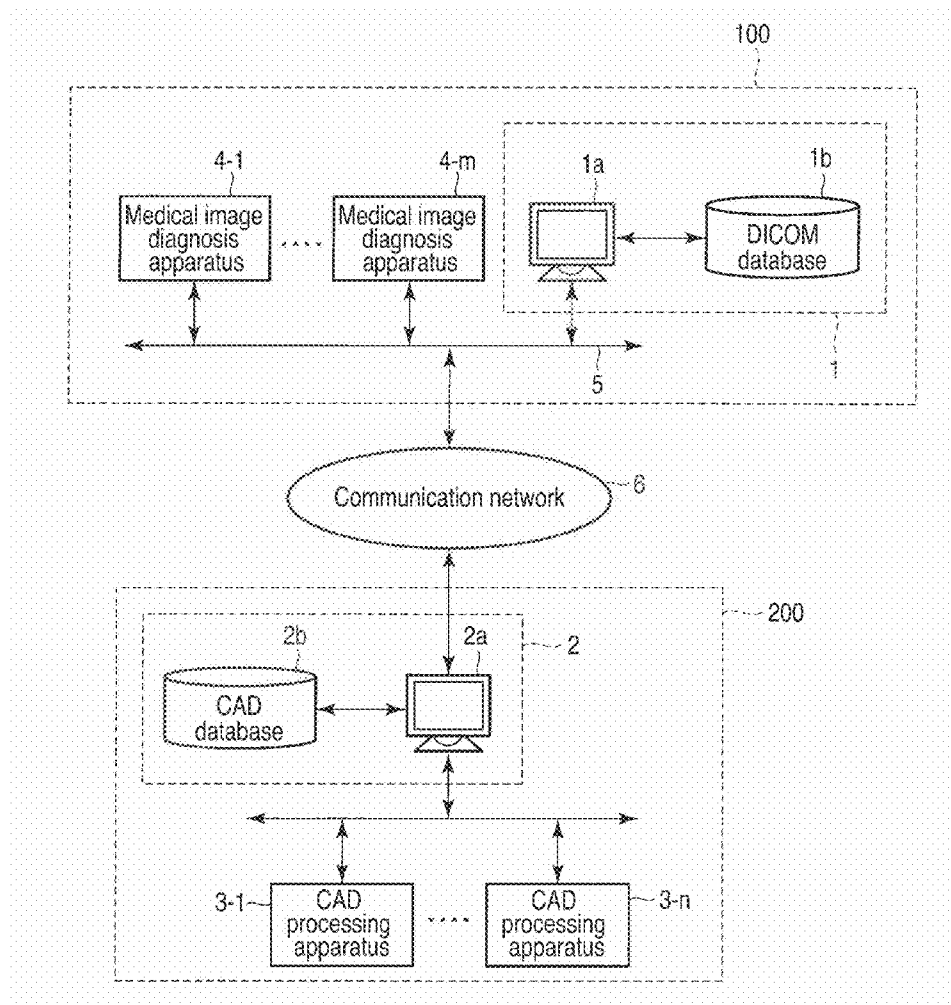 100
4-1
4-m
1a
1b
Medical image
diagnosis
apparatus
Medical image
diagnosis
apparatus
DICOM
database
5
1
Communication network
6
200
2b
2a
2
CAD
database
3-1
CAD
processing
apparatus
CAD
processing
apparatus
3-n